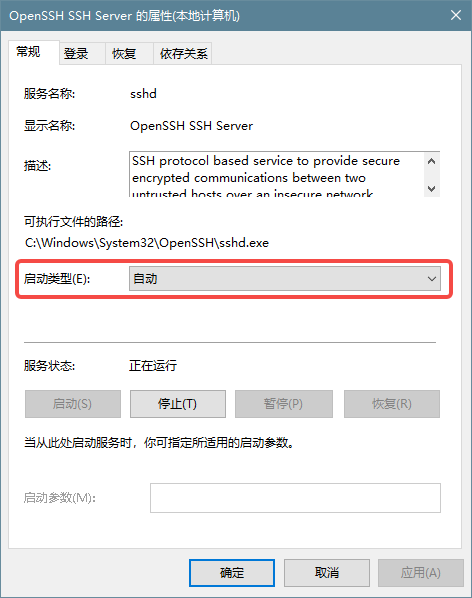 OpenSSH SSH Server 的属性(本地计算机)
常规 登录 恢复 依存关系
服务名称: sshd
显示名称: OpenSSH SSH Server
描述: SSH protocol based service to provide secure
encrypted communications between two
untrusted hosts over an insecure network.
可执行文件的路径:
C:\Windows\System32\OpenSSH\sshd.exe
启动类型(E): 自动
服务状态: 正在运行
启动(S) 停止(T) 暂停(P) 恢复(R)
当从此处启动服务时，你可指定所适用的启动参数。
启动参数(M):
确定 取消 应用(A)